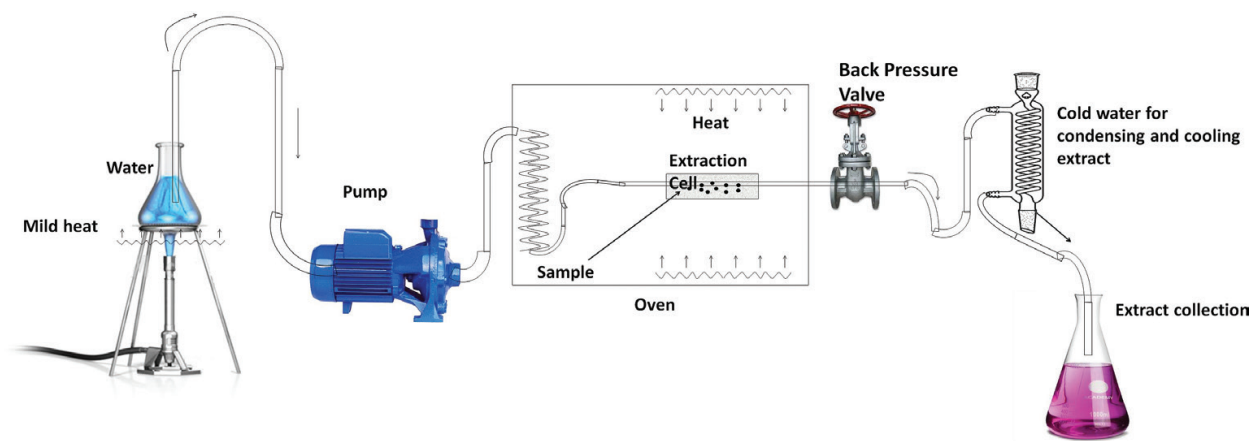 Water
Mild heat
Pump
Heat
Extraction
Cell
Sample
Oven
Back Pressure
Valve
Cold water for
condensing and cooling
extract
Extract collection